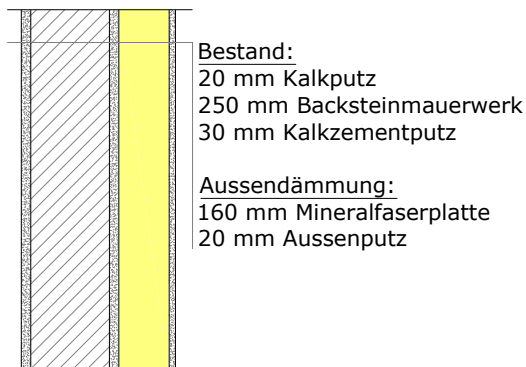 Bestand:
20 mm Kalkputz
250 mm Backsteinmauerwerk
30 mm Kalkzementputz
Aussendämmung:
160 mm Mineralfaserplatte
20 mm Aussenputz